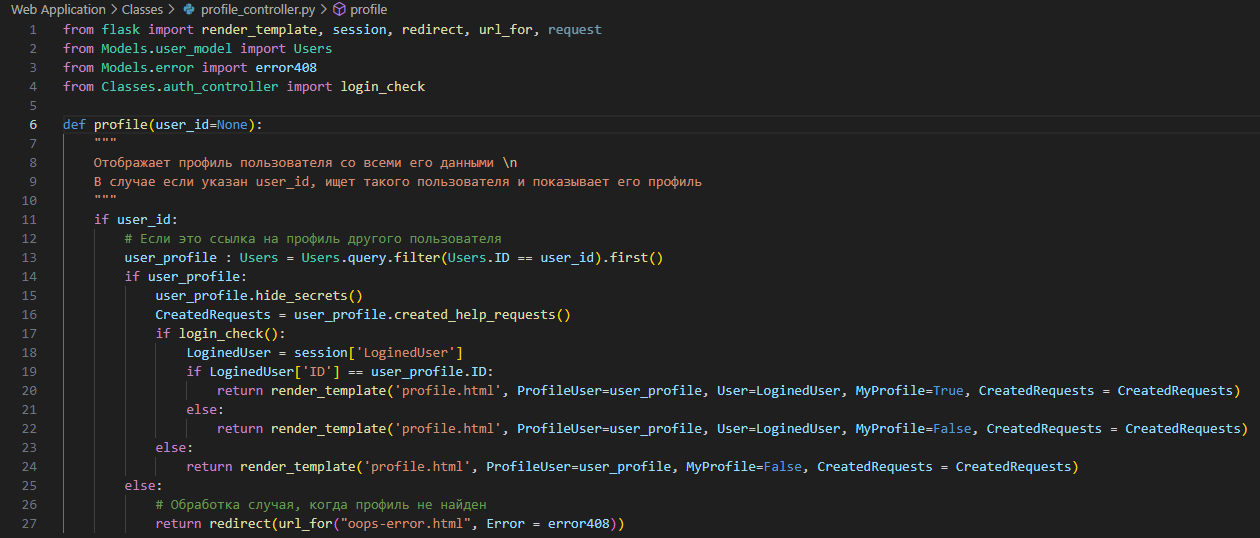 Web Application > Classes > profile_controller.py > profile
1 from flask import render_template, session, redirect, url_for, request
2 from Models.user_model import Users
3 from Models.error import error408
4 from Classes.auth_controller import login_check
5
6 def profile(user_id=None):
7     """
8     Отображает профиль пользователя со всеми его данными \n
9     В случае если указан user_id, ищет такого пользователя и показывает его профиль
10     """
11     if user_id:
12         # Если это ссылка на профиль другого пользователя
13         user_profile : Users = Users.query.filter(Users.ID == user_id).first()
14         if user_profile:
15             user_profile.hide_secrets()
16             CreatedRequests = user_profile.created_help_requests()
17             if login_check():
18                 LoginedUser = session['LoginedUser']
19                 if LoginedUser['ID'] == user_profile.ID:
20                     return render_template('profile.html', ProfileUser=user_profile, User=LoginedUser, MyProfile=True, CreatedRequests = CreatedRequests)
21                 else:
22                     return render_template('profile.html', ProfileUser=user_profile, User=LoginedUser, MyProfile=False, CreatedRequests = CreatedRequests)
23             else:
24                 return render_template('profile.html', ProfileUser=user_profile, MyProfile=False, CreatedRequests = CreatedRequests)
25         else:
26             # Обработка случая, когда профиль не найден
27             return redirect(url_for("oops-error.html", Error = error408))